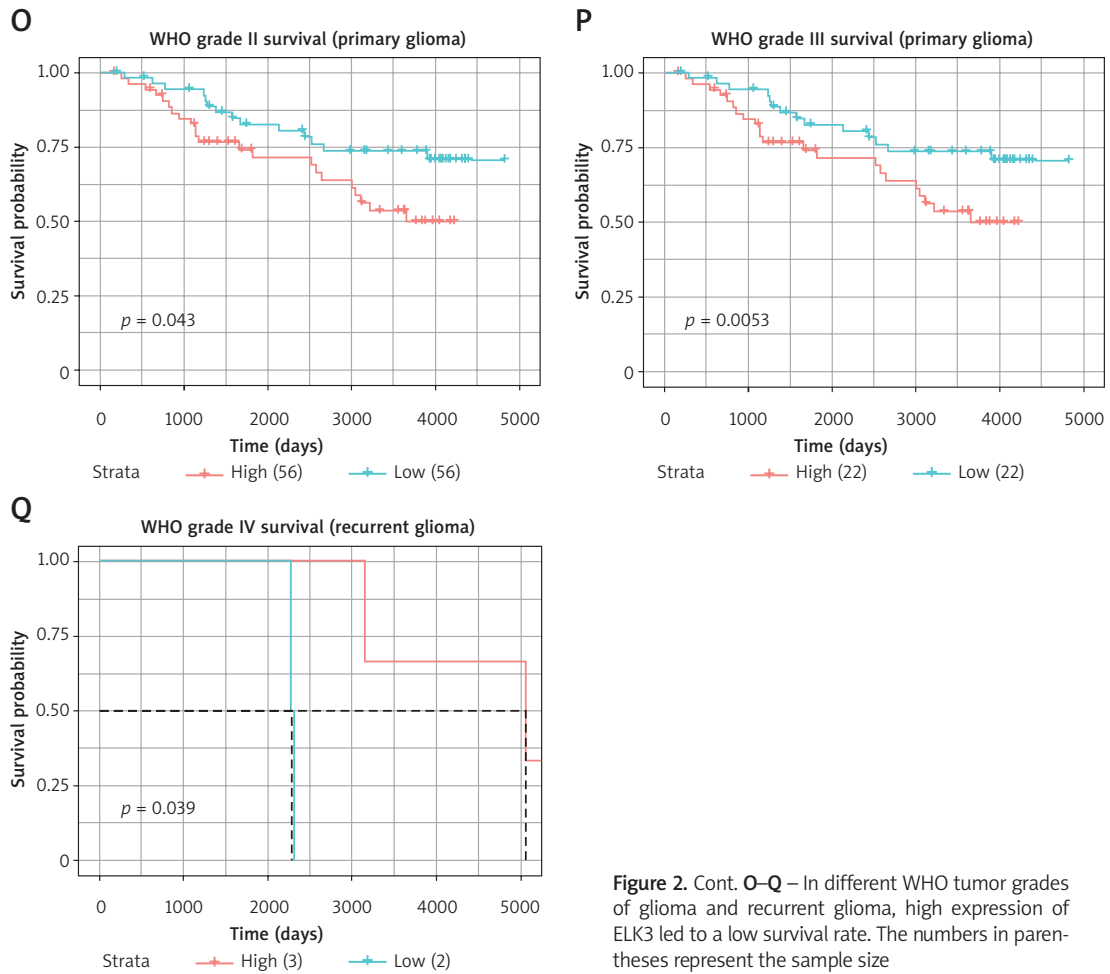 O
WHO grade II survival (primary glioma)
Survival probability
1.00
0.75
0.50
0.25
0
p = 0.043
0 1000 2000 3000 4000 5000
Time (days)
Strata High (56) Low (56)
P
WHO grade III survival (primary glioma)
Survival probability
1.00
0.75
0.50
0.25
0
p = 0.0053
0 1000 2000 3000 4000 5000
Time (days)
Strata High (22) Low (22)
Q
WHO grade IV survival (recurrent glioma)
Survival probability
1.00
0.75
0.50
0.25
0
p = 0.039
0 1000 2000 3000 4000 5000
Time (days)
Strata High (3) Low (2)
Figure 2. Cont. O–Q – In different WHO tumor grades
of glioma and recurrent glioma, high expression of
ELK3 led to a low survival rate. The numbers in paren-
theses represent the sample size